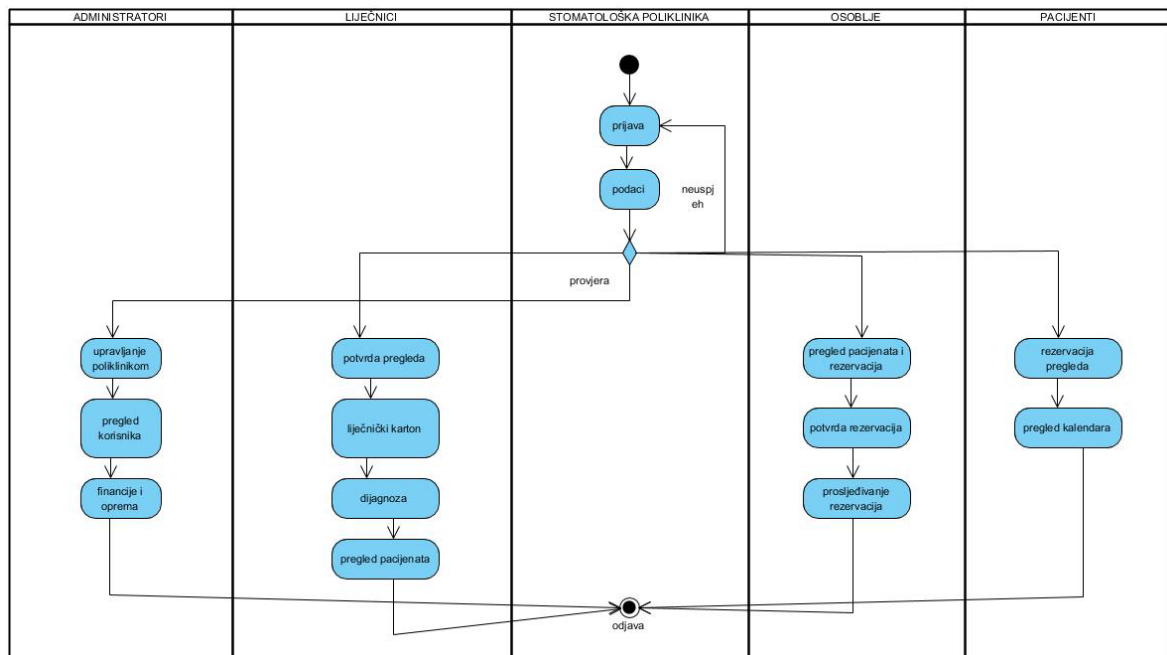 ADMINISTRATORI
LIJEČNICI
STOMATOLOŠKA POLIKLINIKA
OSOBLJE
PACIJENTI
prijava
podaci
neuspj
eh
provjera
upravljanje
poliklinikom
pregled
korisnika
financije i
oprema
potvrda pregleda
liječnički karton
dijagnoza
pregled pacijenata
pregled pacijenata i
rezervacija
potvrda rezervacija
prosljeđivanje
rezervacija
rezervacija
pregleda
pregled kalendara
odjava